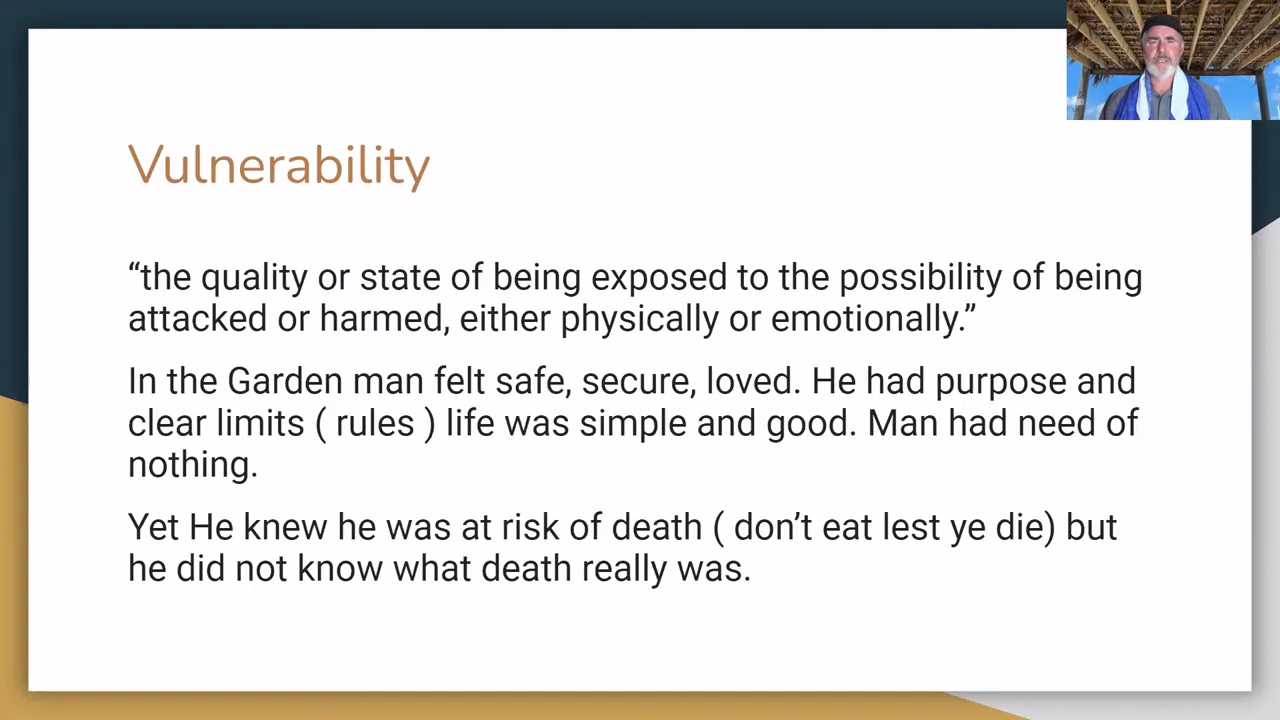 Vulnerability
“the quality or state of being exposed to the possibility of being
attacked or harmed, either physically or emotionally.”
In the Garden man felt safe, secure, loved. He had purpose and
clear limits ( rules ) life was simple and good. Man had need of
nothing.
Yet He knew he was at risk of death ( don’t eat lest ye die) but
he did not know what death really was.